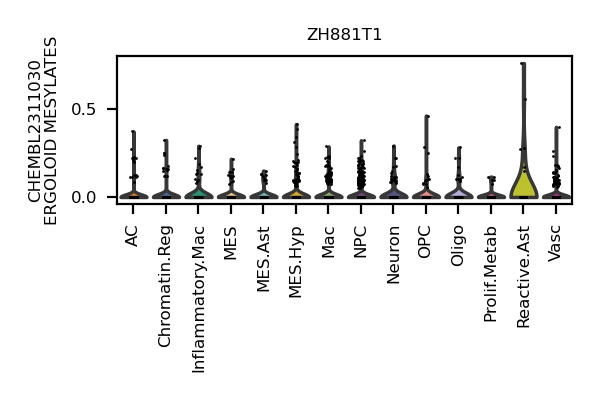 ZH881T1
CHEMBL2311030
ERGOLOID MESYLATES
0.5
0.0
AC
Chromatin.Reg
Inflammatory.Mac
MES
MES.Ast
MES.Hyp
Mac
NPC
Neuron
OPC
Oligo
Prolif.Metab
Reactive.Ast
Vasc